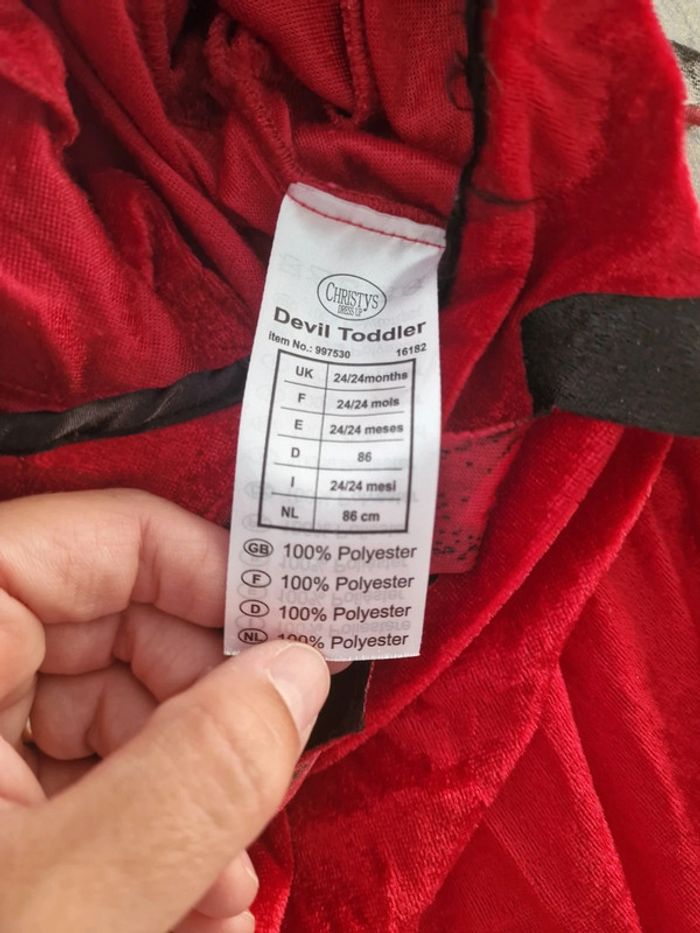 CHRISTYS
DRESS UP
Devil Toddler
Item No.: 997530 16182
UK 24/24months
F 24/24 mois
E 24/24 meses
D 86
I 24/24 mesi
NL 86 cm
GB 100% Polyester
F 100% Polyester
D 100% Polyester
NL 100% Polyester